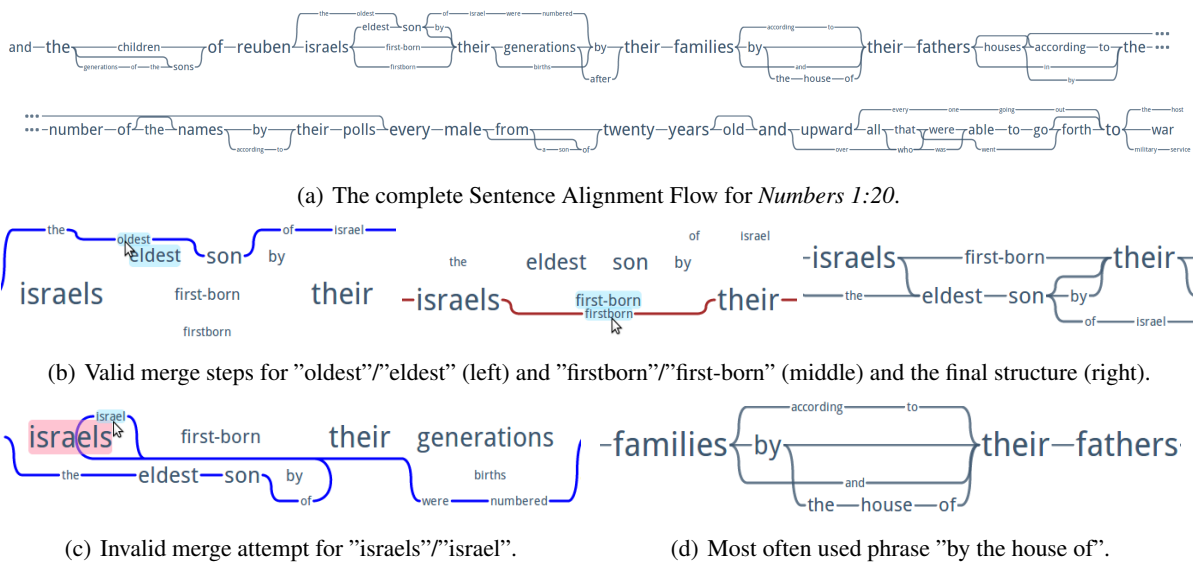 the oldest of israel were numbered
eldest son by according to
and the children of reuben israels first-born their generations by their families by their fathers houses according to the ...
generations of the sons firstborn births and in
after the house of by
... every one going out the host
... number of the names by their polls every male from twenty years old and upward all that were able to go forth to war
according to a son of over who was went military service
(a) The complete Sentence Alignment Flow for Numbers 1:20.
the of israel
oldest
eldest son by
israels first-born their
firstborn
of israel
the eldest son by
israels first-born their
firstborn
israels first-born their
the eldest son by
of israel
(b) Valid merge steps for ”oldest”/”eldest” (left) and ”firstborn”/”first-born” (middle) and the final structure (right).
israel
israels first-born their generations
the eldest son by births
of were numbered
according to
families by their fathers
and
the house of
(c) Invalid merge attempt for ”israels”/”israel”.
(d) Most often used phrase ”by the house of”.